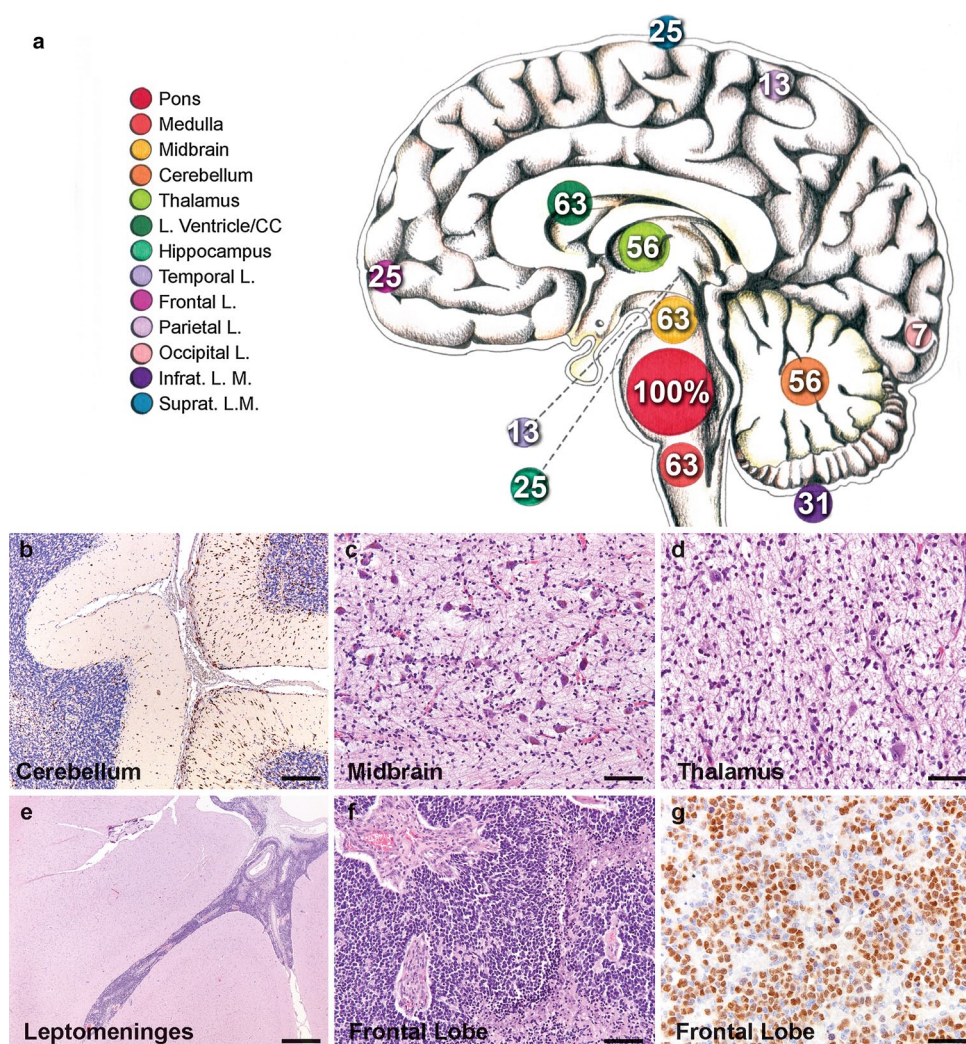 a
Pons
Medulla
Midbrain
Cerebellum
Thalamus
L. Ventricle/CC
Hippocampus
Temporal L.
Frontal L.
Parietal L.
Occipital L.
Infrat. L. M.
Suprat. L.M.
25
13
63
56
25
63
7
100%
56
13
63
25
31
b
Cerebellum
c
Midbrain
d
Thalamus
e
Leptomeninges
f
Frontal Lobe
g
Frontal Lobe